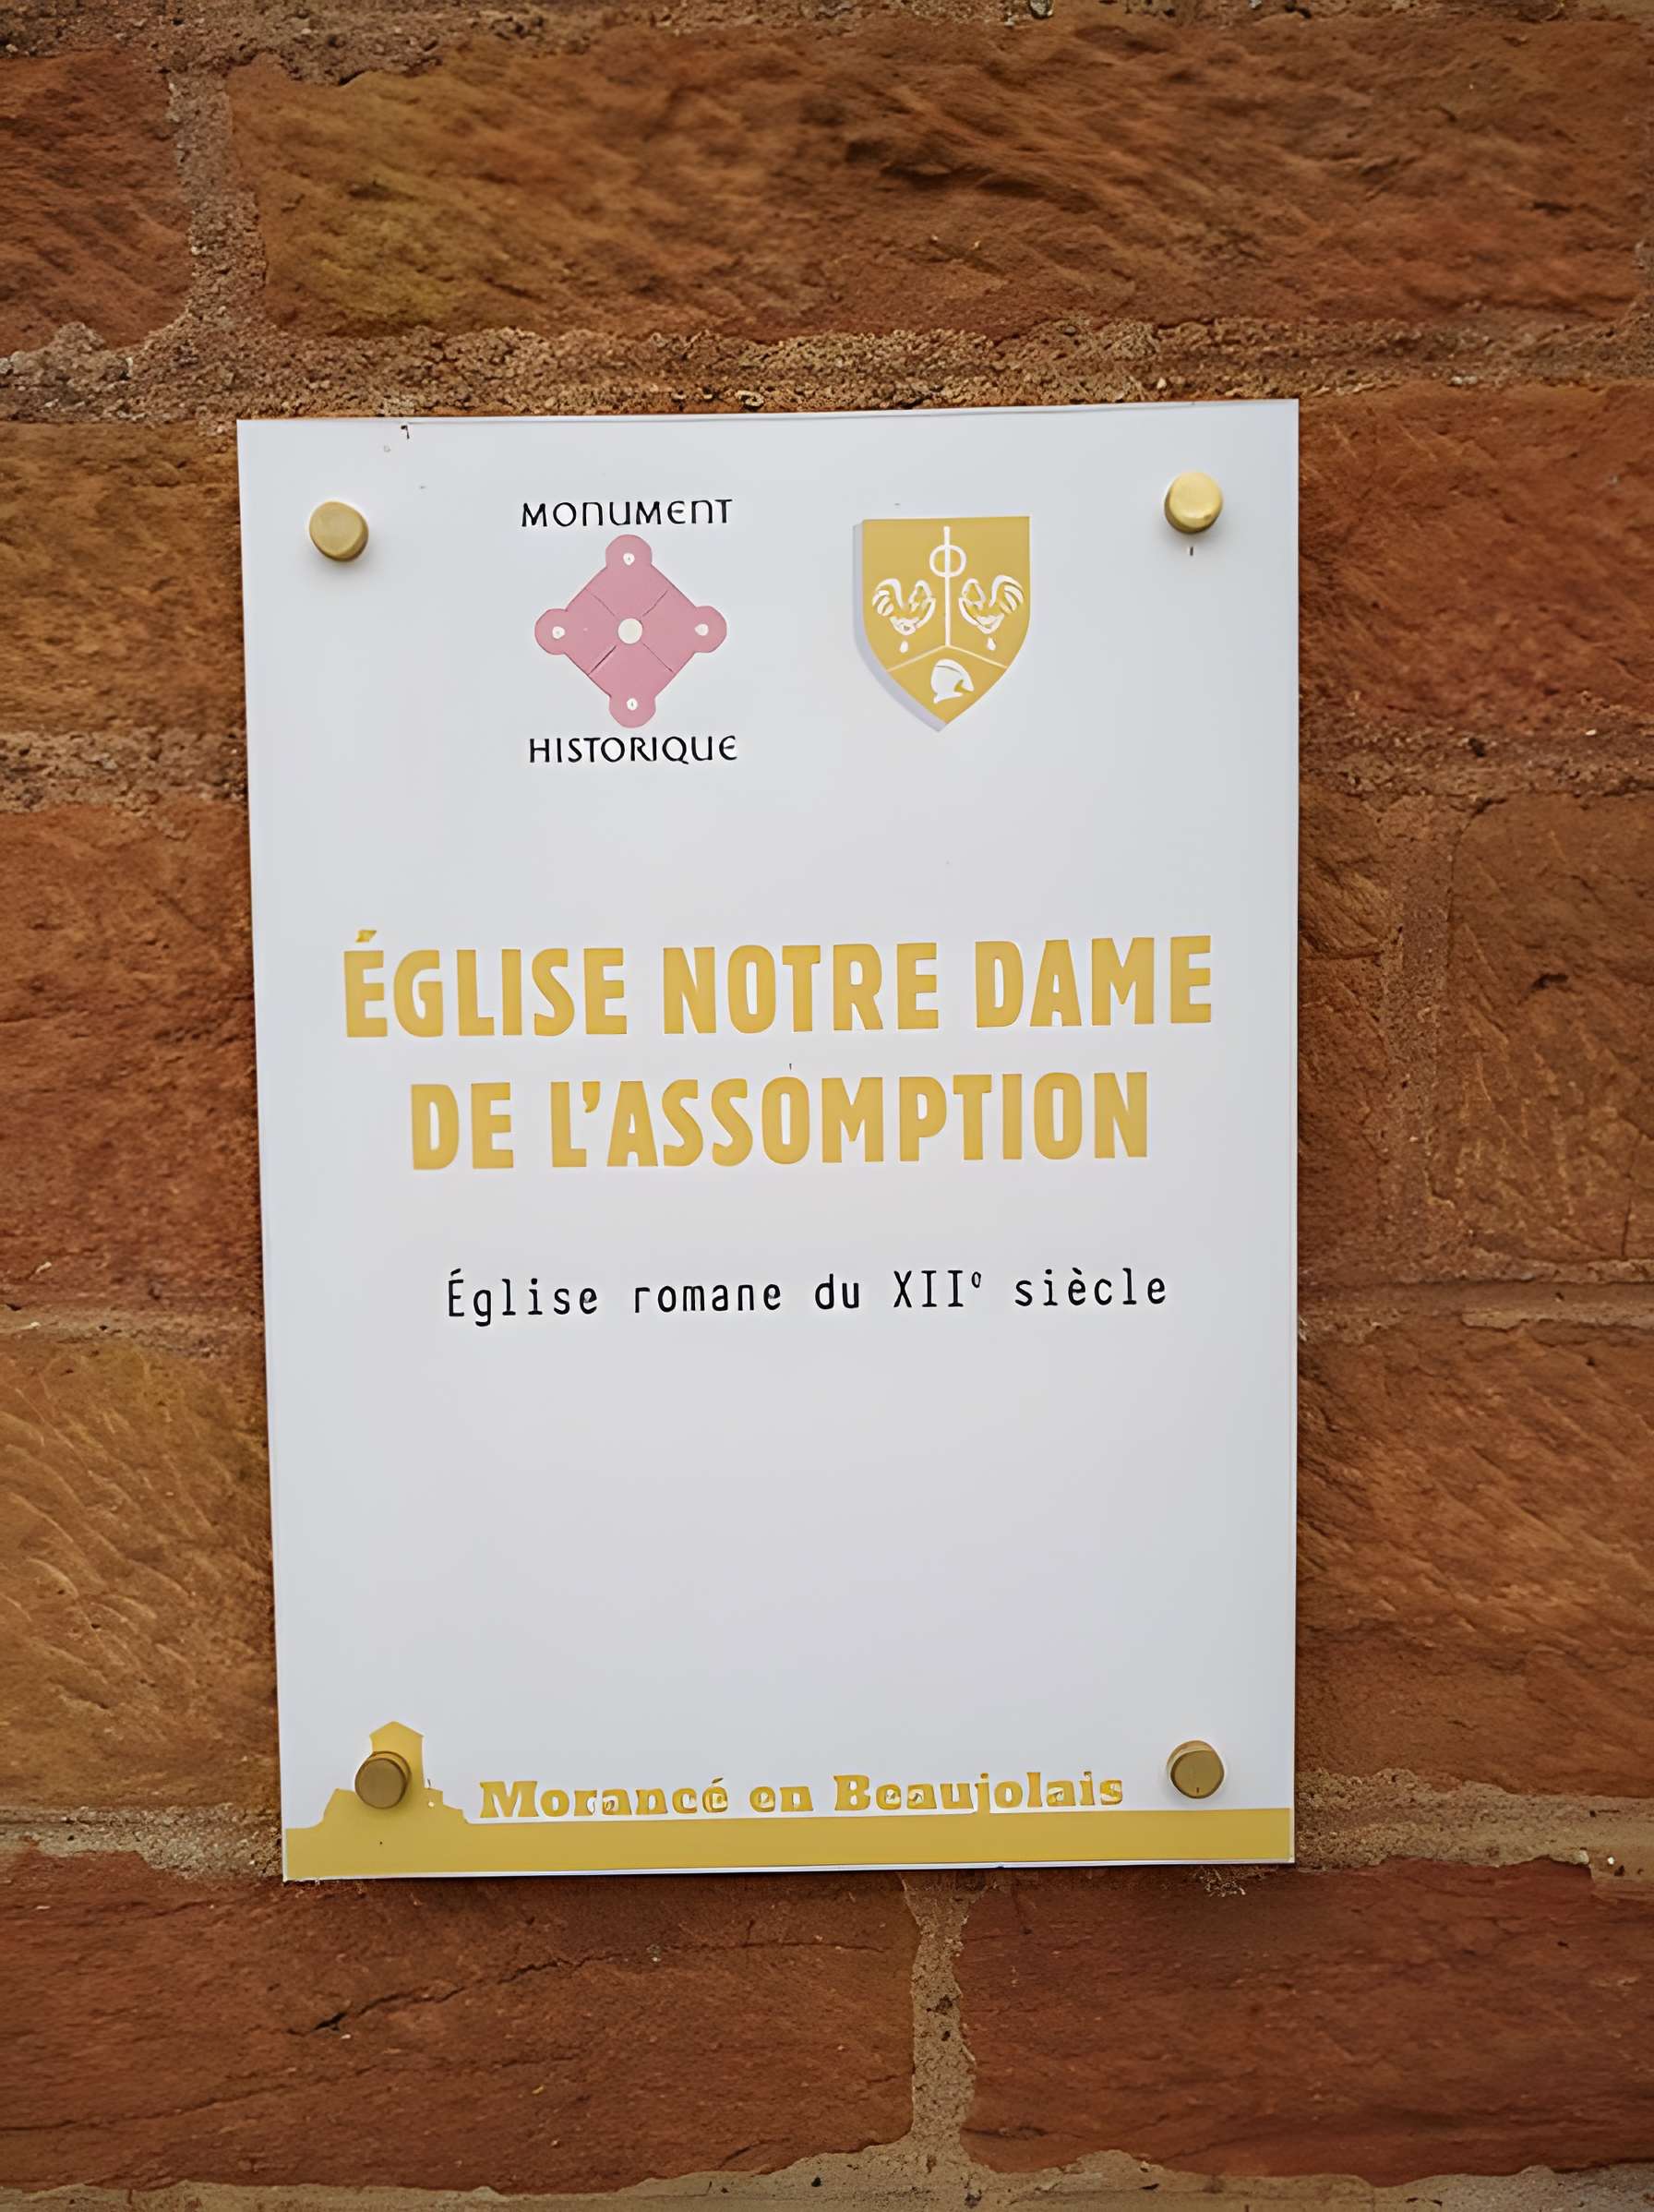 MONUMENT
HISTORIQUE
ÉGLISE NOTRE DAME
DE L'ASSOMPTION
Église romane du XIIe siècle
Morancé en Beaujolais